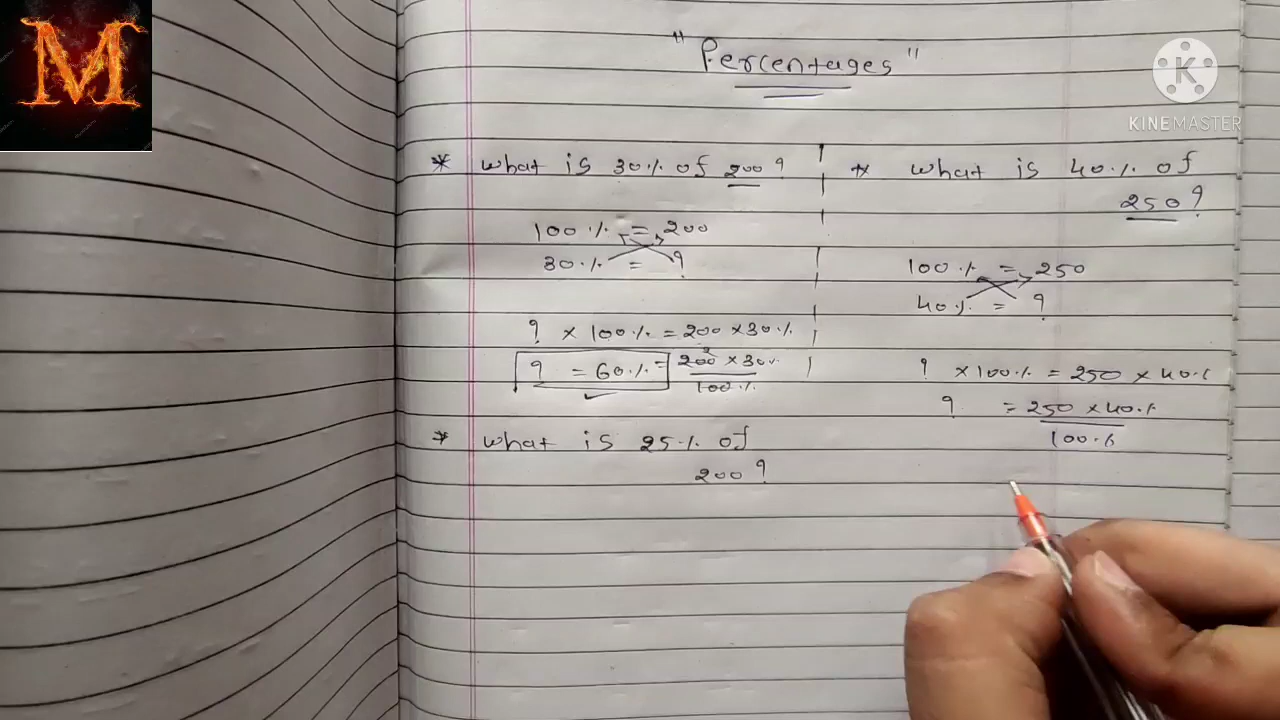 M
K
KINEMASTER
"Percentages"
* What is 30% of 200?
100% = 200
30% = ?
? × 100% = 200 × 30%
? = 60% = 200 × 30%
2
100%
* What is 25% of
200?
* What is 40% of
250?
100% = 250
40% = ?
? × 100% = 250 × 40%
? = 250 × 40%
100%